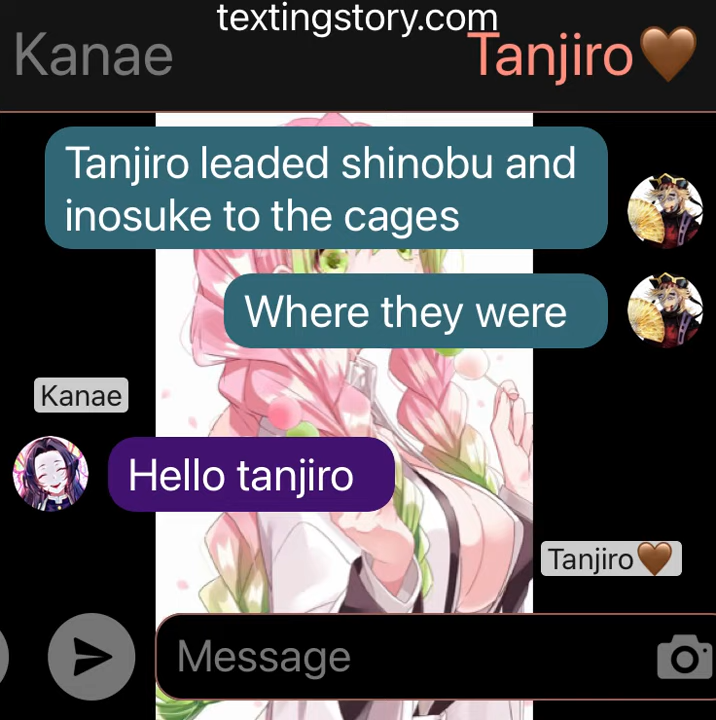 textingstory.com
Kanae
Tanjiro🤎
Tanjiro leaded shinobu and
inosuke to the cages
Where they were
Kanae
Hello tanjiro
Tanjiro🤎
Message